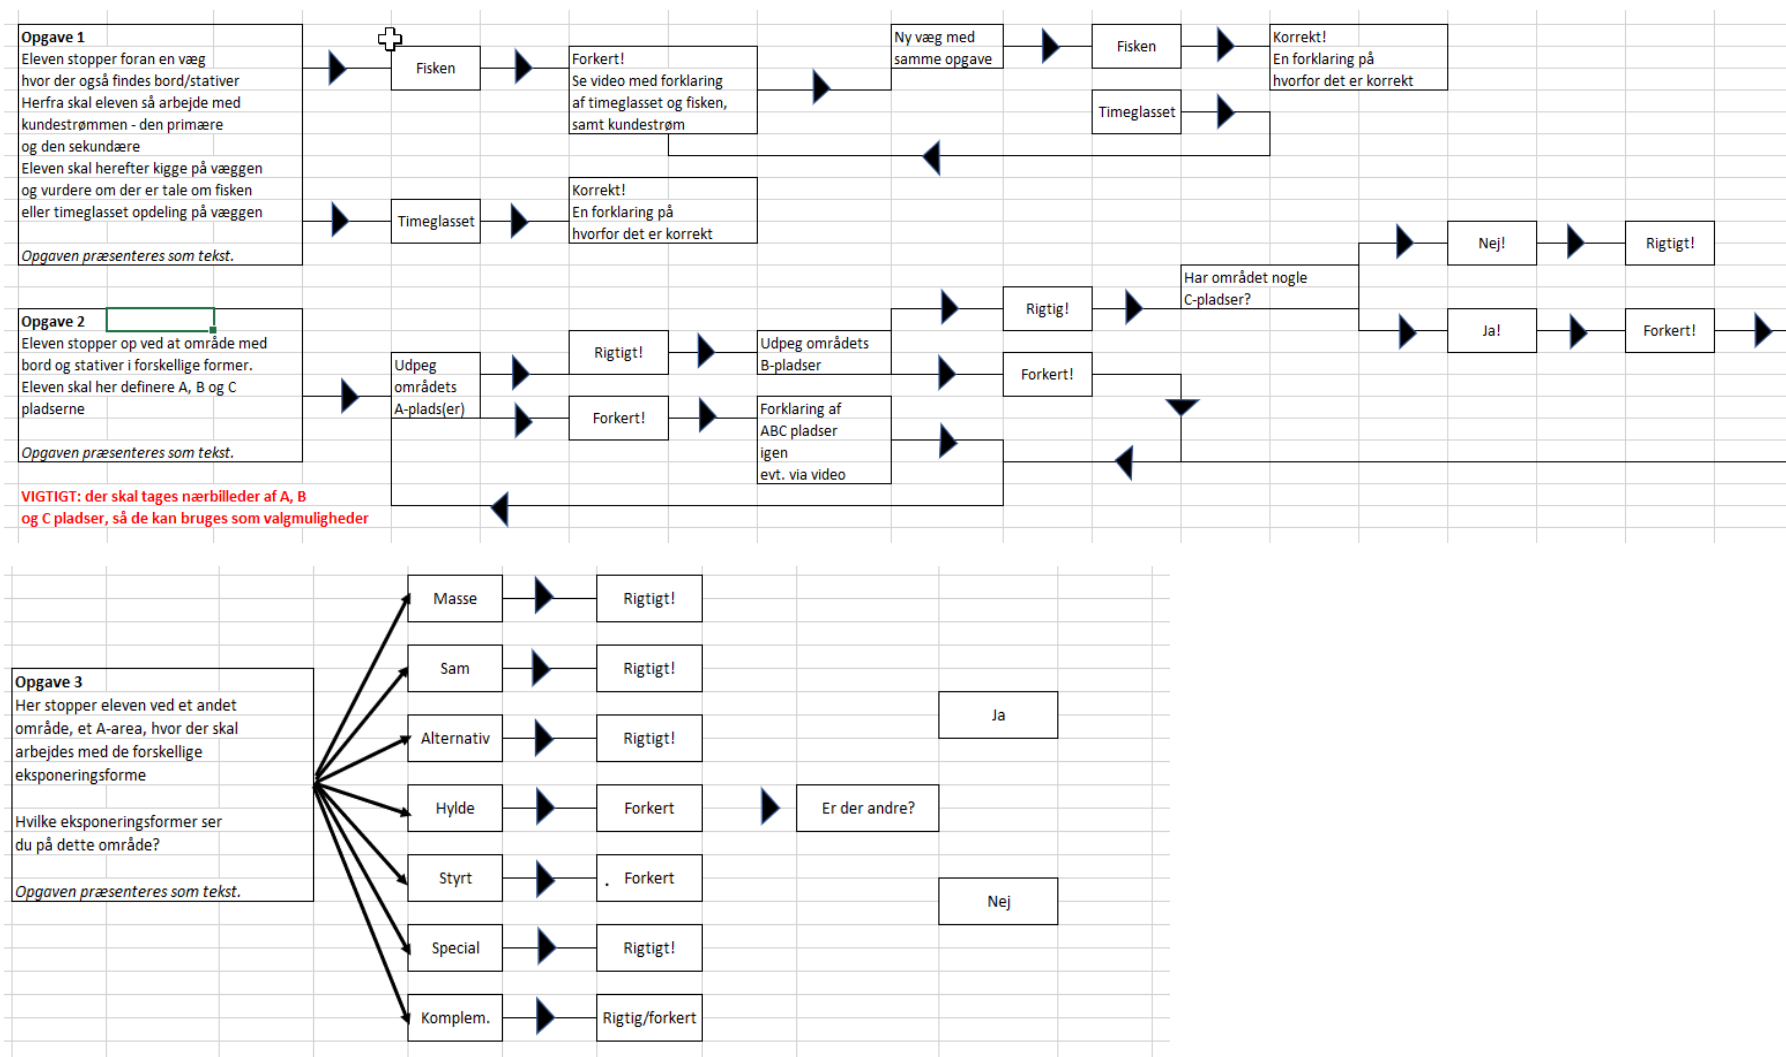 Opgave 1
Eleven stopper foran en væg
hvor der også findes bord/stativer
Herfra skal eleven så arbejde med
kundestrømmen - den primære
og den sekundære
Eleven skal herefter kigge på væggen
og vurdere om der er tale om fisken
eller timeglasset opdeling på væggen
Opgaven præsenteres som tekst.
Fisken
Forkert!
Se video med forklaring
af timeglasset og fisken,
samt kundestrøm
Ny væg med
samme opgave
Fisken
Korrekt!
En forklaring på
hvorfor det er korrekt
Timeglasset
Timeglasset
Korrekt!
En forklaring på
hvorfor det er korrekt
Opgave 2
Eleven stopper op ved at område med
bord og stativer i forskellige former.
Eleven skal her definere A, B og C
pladserne
Opgaven præsenteres som tekst.
VIGTIGT: der skal tages nærbilleder af A, B
og C pladser, så de kan bruges som valgmuligheder
Udpeg
områdets
A-plads(er)
Rigtigt!
Forkert!
Udpeg områdets
B-pladser
Forklaring af
ABC pladser
igen
evt. via video
Rigtig!
Forkert!
Har området nogle
C-pladser?
Nej!
Rigtigt!
Ja!
Forkert!
Opgave 3
Her stopper eleven ved et andet
område, et A-area, hvor der skal
arbejdes med de forskellige
eksponeringsforme
Hvilke eksponeringsformer ser
du på dette område?
Opgaven præsenteres som tekst.
Masse
Rigtigt!
Sam
Rigtigt!
Alternativ
Rigtigt!
Hylde
Forkert
Styrt
. Forkert
Special
Rigtigt!
Komplem.
Rigtig/forkert
Er der andre?
Ja
Nej